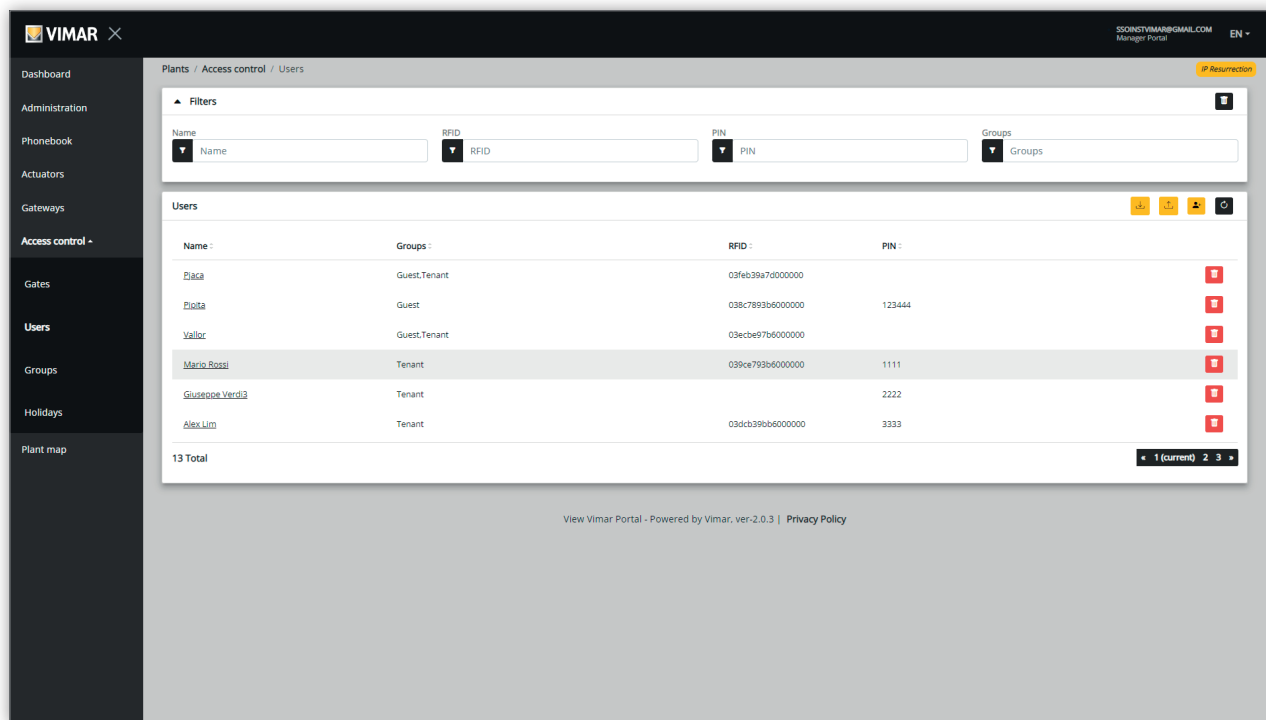 VIMAR
SSOINSTVIMAR@GMAIL.COM
Manager Portal
EN
Dashboard
Administration
Phonebook
Actuators
Gateways
Access control
Gates
Users
Groups
Holidays
Plant map
Plants / Access control / Users
IP Resurrection
Filters
Name RFID PIN Groups
Name RFID PIN Groups
Users
Name Groups RFID PIN
Pjaca Guest,Tenant 03feb39a7d000000
Pipita Guest 038c7893b6000000 123444
Vallor Guest,Tenant 03ecbe97b6000000
Mario Rossi Tenant 039ce793b6000000 1111
Giuseppe Verdi3 Tenant 2222
Alex Lim Tenant 03dcb39bb6000000 3333
13 Total
« 1 (current) 2 3 »
View Vimar Portal - Powered by Vimar, ver-2.0.3 | Privacy Policy